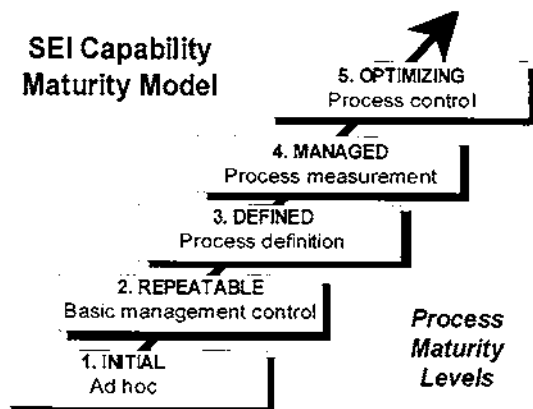 SEI Capability
Maturity Model
5. OPTIMIZING
Process control
4. MANAGED
Process measurement
3. DEFINED
Process definition
2. REPEATABLE
Basic management control
1. INITIAL
Ad hoc
Process
Maturity
Levels